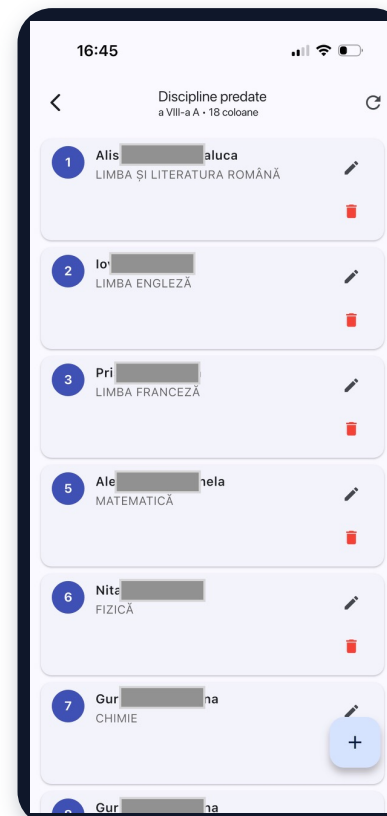 16:45
Discipline predate
a VIII-a A • 18 coloane
1
Alis aluca
LIMBA ȘI LITERATURA ROMÂNĂ
2
Io
LIMBA ENGLEZĂ
3
Pri
LIMBA FRANCEZĂ
5
Ale nela
MATEMATICĂ
6
Nita
FIZICĂ
7
Gur na
CHIMIE
+
Gur na